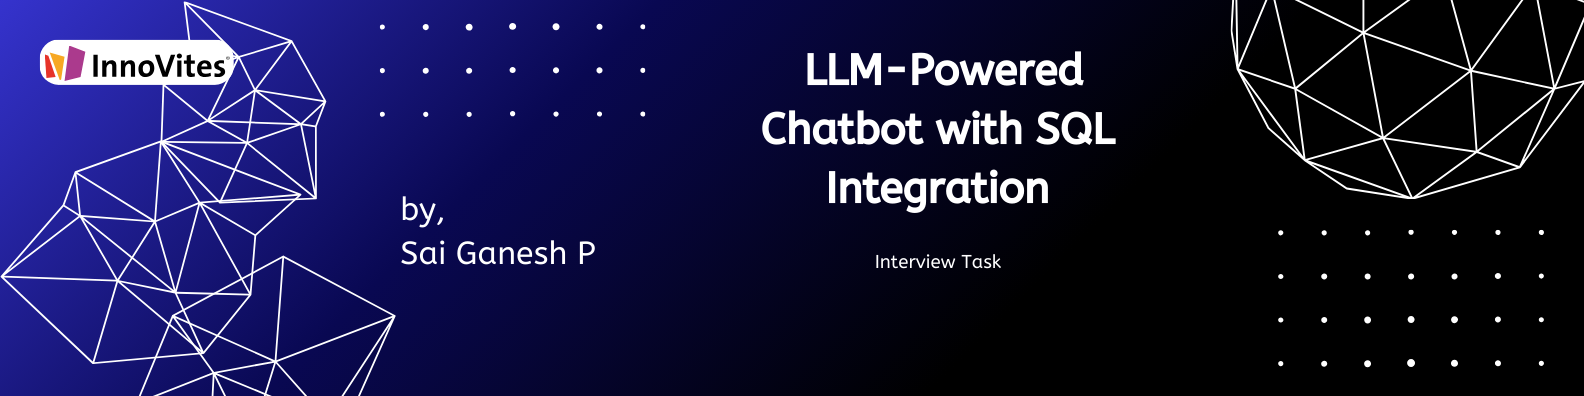 InnoVites
LLM-Powered
Chatbot with SQL
Integration
by,
Sai Ganesh P
Interview Task